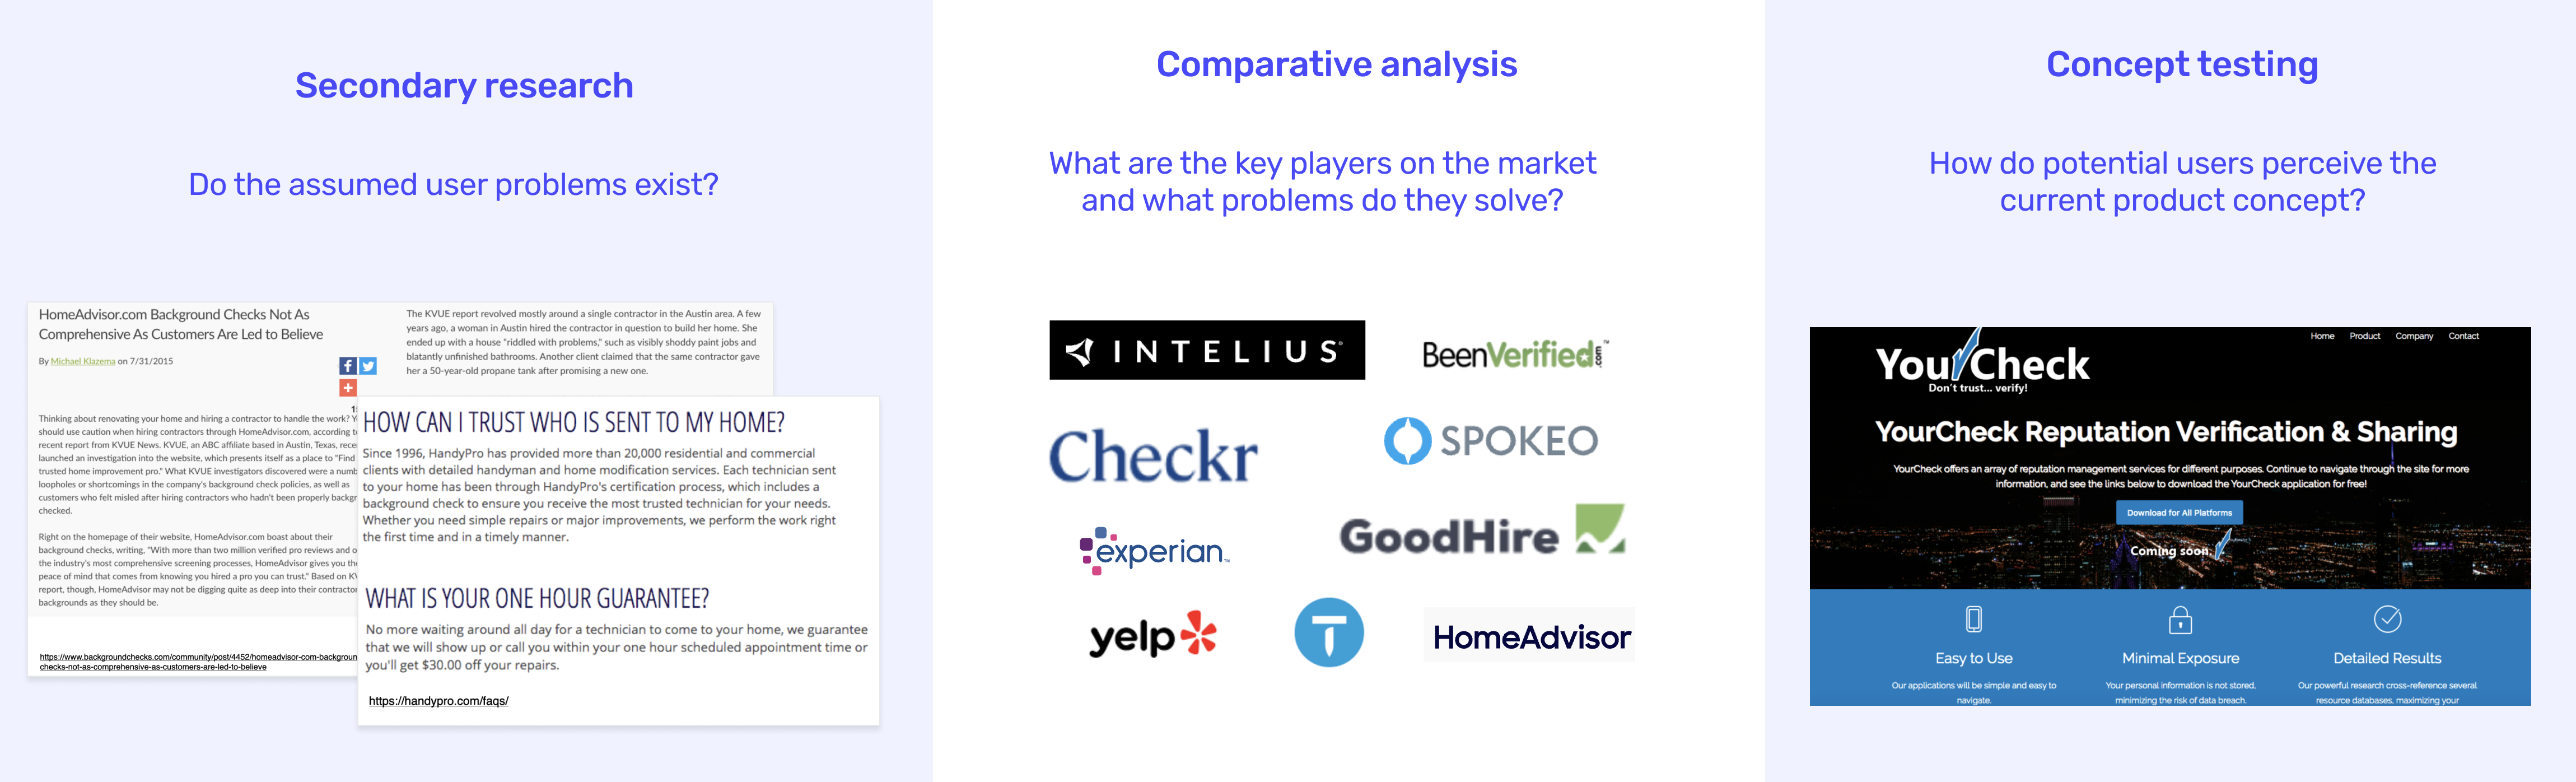 Secondary research
Do the assumed user problems exist?
HomeAdvisor.com Background Checks Not As
Comprehensive As Customers Are Led to Believe
By Michael Klazema on 7/31/2015
Thinking about renovating your home and hiring a contractor to handle the work?
should use caution when hiring contractors through HomeAdvisor.com, according
recent report from KVUE News. KVUE, an ABC affiliate based in Austin, Texas,
launched an investigation into the website, which presents itself as a place to "Find
trusted home improvement pro." What KVUE investigators discovered were a
loopholes or shortcomings in the company's background check policies, as well as
customers who felt misled after hiring contractors who hadn't been properly
checked.
Right on the homepage of their website, HomeAdvisor.com boast about their
background checks, writing, "With more than two million verified pro reviews and
the industry's most comprehensive screening processes, HomeAdvisor gives you the
peace of mind that comes from knowing you hired a pro you can trust." Based on
report, though, HomeAdvisor may not be digging quite as deep into their
backgrounds as they should be.
https://www.backgroundchecks.com/community/post/4452/homeadvisor-com-backgroun
checks-not-as-comprehensive-as-customers-are-led-to-believe
The KVUE report revolved mostly around a single contractor in the Austin area. A few
years ago, a woman in Austin hired the contractor in question to build her home. She
ended up with a house "riddled with problems," such as visibly shoddy paint jobs and
blatantly unfinished bathrooms. Another client claimed that the same contractor gave
her a 50-year-old propane tank after promising a new one.
HOW CAN I TRUST WHO IS SENT TO MY HOME?
Since 1996, HandyPro has provided more than 20,000 residential and commercial
clients with detailed handyman and home modification services. Each technician sent
to your home has been through HandyPro's certification process, which includes a
background check to ensure you receive the most trusted technician for your needs.
Whether you need simple repairs or major improvements, we perform the work right
the first time and in a timely manner.
WHAT IS YOUR ONE HOUR GUARANTEE?
No more waiting around all day for a technician to come to your home, we guarantee
that we will show up or call you within your one hour scheduled appointment time or
you'll get $30.00 off your repairs.
https://handypro.com/faqs/
Comparative analysis
What are the key players on the market
and what problems do they solve?
INTELIUS
BeenVerified.com™
Checkr
SPOKEO
experian™
GoodHire
yelp
T
HomeAdvisor
Concept testing
How do potential users perceive the
current product concept?
Home Product Company Contact
YourCheck
Don't trust... verify!
YourCheck Reputation Verification & Sharing
YourCheck offers an array of reputation management services for different purposes. Continue to navigate through the site for more
information, and see the links below to download the YourCheck application for free!
Download for All Platforms
Coming soon
Easy to Use
Our applications will be simple and easy to
navigate.
Minimal Exposure
Your personal information is not stored,
minimizing the risk of data breach.
Detailed Results
Our powerful research cross-reference several
resource databases, maximizing your